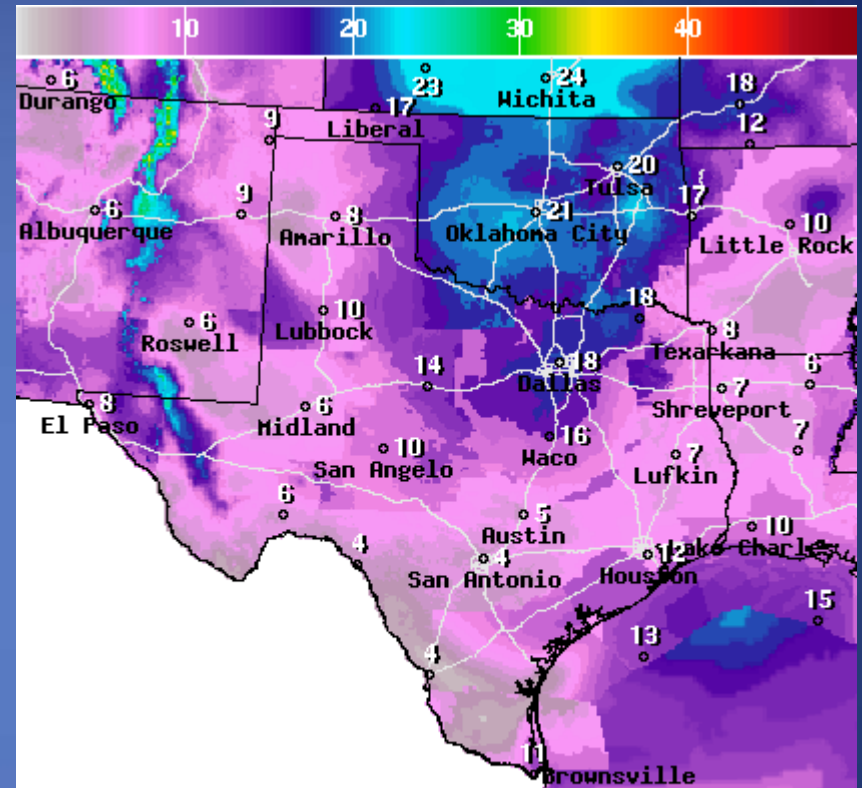 10 20 30 40
6 23 24 18
Durango Wichita
17
Liberal
9 12
20
Tulsa
6 9 8 21 17 10
Albuquerque Amarillo Oklahoma City Little Rock
6 10 18 8
Roswell Lubbock Texarkana
14 18
Dallas
8 6 7 6
El Paso Midland Shreveport
10 16 7 7
San Angelo Waco Lufkin
6 5 10
Austin
4 4 12 Lake Charles
San Antonio Houston
15
13
4
11
Brownsville